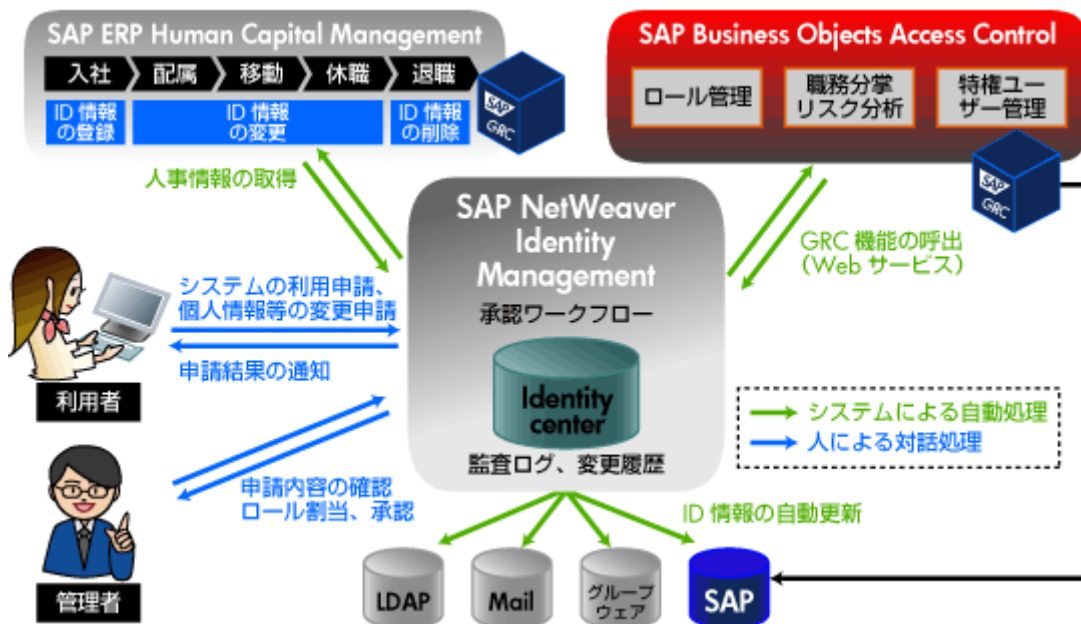 SAP ERP Human Capital Management
入社
配属
移動
休職
退職
ID 情報
の登録
ID 情報
の変更
ID 情報
の削除
SAP
GRC
SAP Business Objects Access Control
ロール管理
職務分掌
リスク分析
特権ユー
ザー管理
SAP
GRC
人事情報の取得
SAP NetWeaver
Identity
Management
承認ワークフロー
Identity
center
監査ログ、変更履歴
GRC 機能の呼出
（Web サービス）
システムの利用申請、
個人情報等の変更申請
申請結果の通知
利用者
システムによる自動処理
人による対話処理
申請内容の確認
ロール割当、承認
管理者
ID 情報の自動更新
LDAP
Mail
グループ
ウェア
SAP